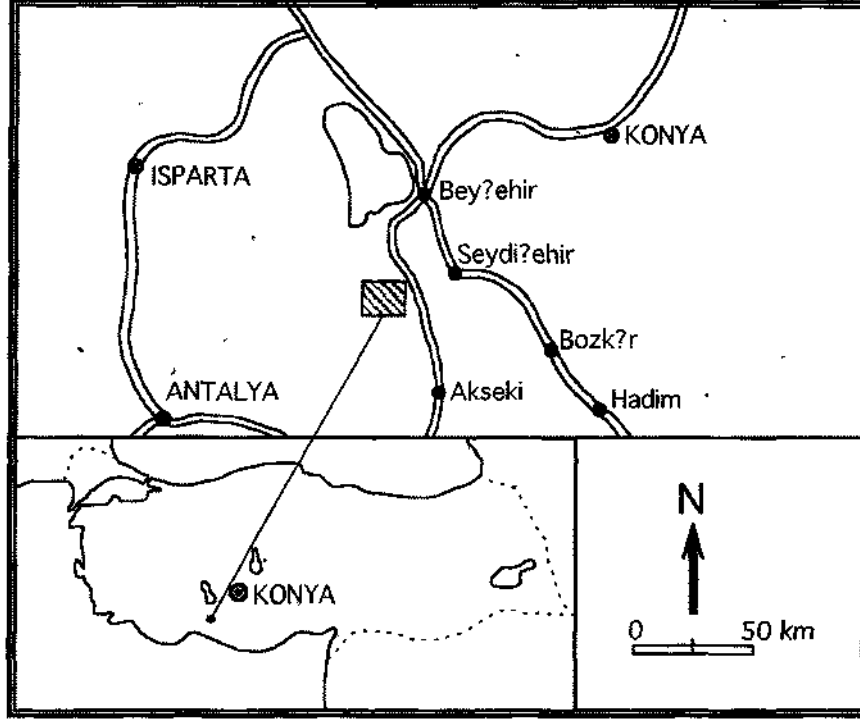 KONYA
ISPARTA
Bey?ehir
Seydi?ehir
Bozk?r
ANTALYA
Akseki
Hadim
KONYA
N
0 50 km